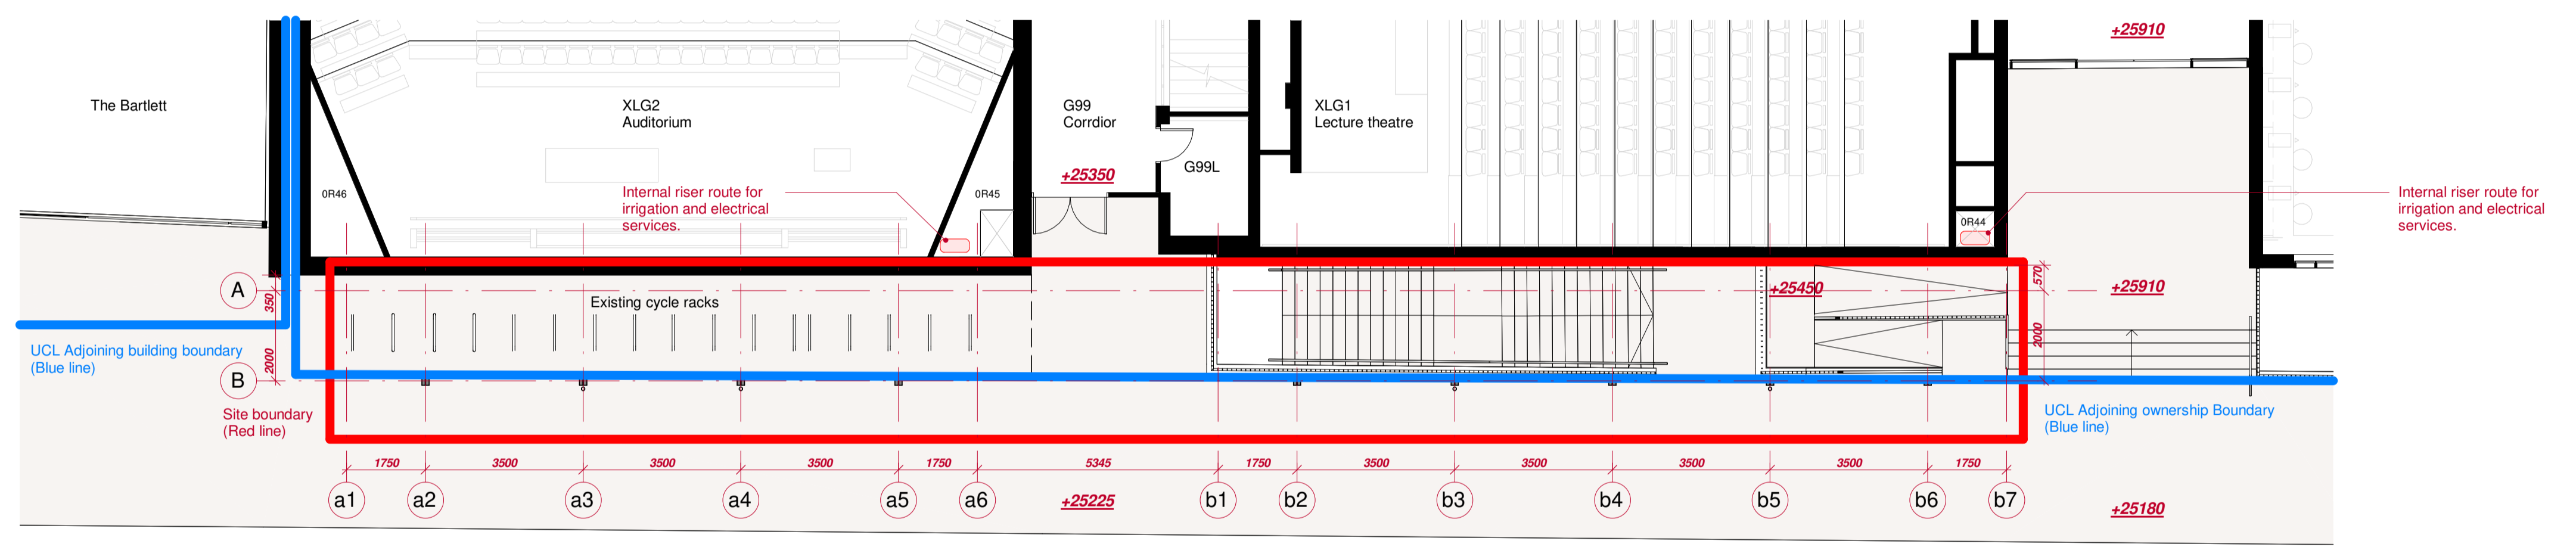 +25910
The Bartlett
XLG2
Auditorium
G99
Corrdior
XLG1
Lecture theatre
G99L
+25350
0R46
Internal riser route for
irrigation and electrical
services.
0R45
0R44
Internal riser route for
irrigation and electrical
services.
A
350
Existing cycle racks
+25450
570
+25910
UCL Adjoining building boundary
(Blue line)
2000
2000
B
Site boundary
(Red line)
UCL Adjoining ownership Boundary
(Blue line)
1750
3500
3500
3500
1750
5345
1750
3500
3500
3500
3500
1750
a1
a2
a3
a4
a5
a6
+25225
b1
b2
b3
b4
b5
b6
b7
+25180